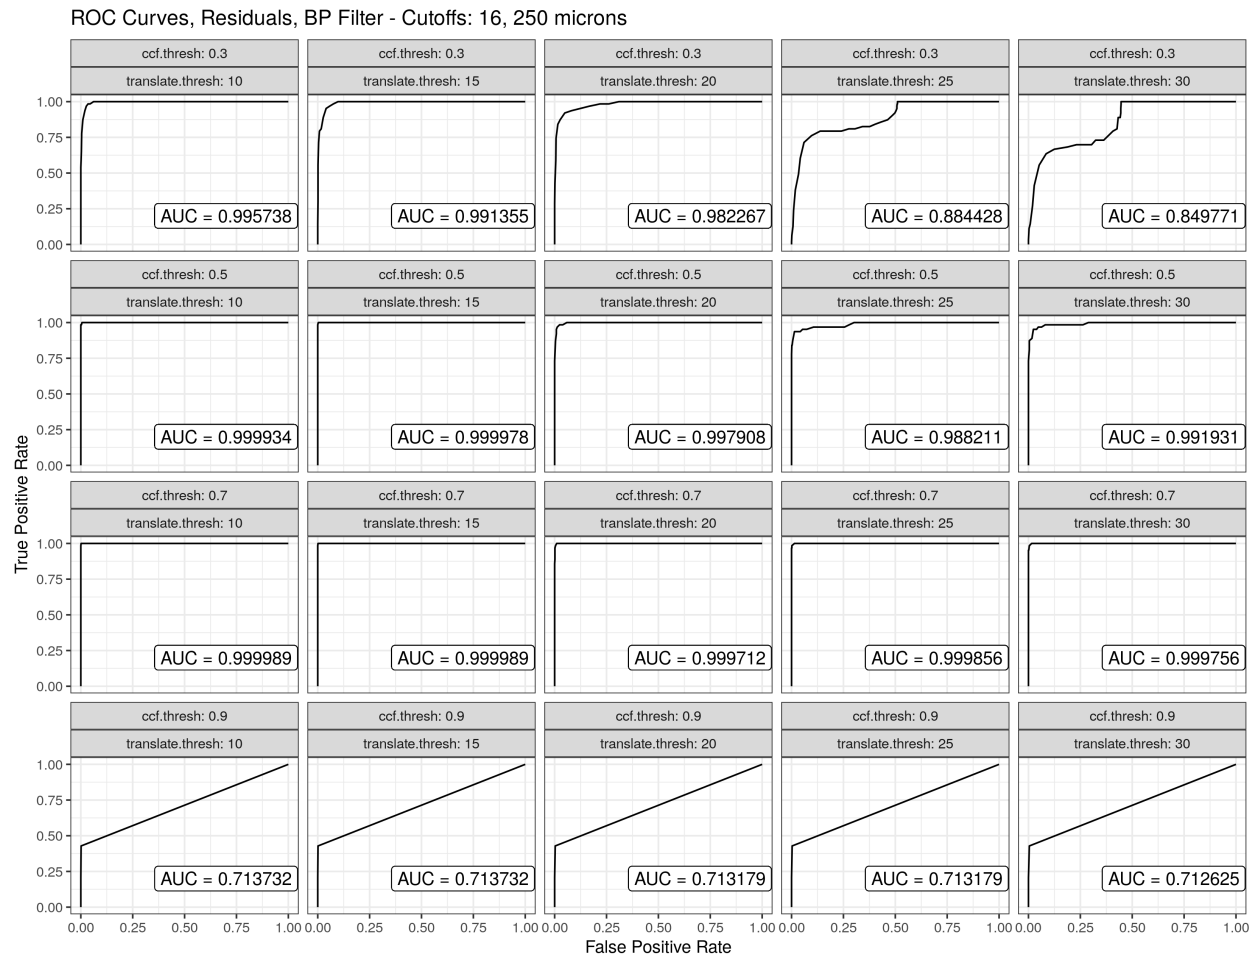 ROC Curves, Residuals, BP Filter - Cutoffs: 16, 250 microns
ccf.thresh: 0.3 ccf.thresh: 0.3 ccf.thresh: 0.3 ccf.thresh: 0.3 ccf.thresh: 0.3
translate.thresh: 10 translate.thresh: 15 translate.thresh: 20 translate.thresh: 25 translate.thresh: 30
1.00
0.75
0.50
0.25
AUC = 0.995738 AUC = 0.991355 AUC = 0.982267 AUC = 0.884428 AUC = 0.849771
0.00
ccf.thresh: 0.5 ccf.thresh: 0.5 ccf.thresh: 0.5 ccf.thresh: 0.5 ccf.thresh: 0.5
translate.thresh: 10 translate.thresh: 15 translate.thresh: 20 translate.thresh: 25 translate.thresh: 30
1.00
0.75
0.50
0.25
AUC = 0.999934 AUC = 0.999978 AUC = 0.997908 AUC = 0.988211 AUC = 0.991931
0.00
True Positive Rate
ccf.thresh: 0.7 ccf.thresh: 0.7 ccf.thresh: 0.7 ccf.thresh: 0.7 ccf.thresh: 0.7
translate.thresh: 10 translate.thresh: 15 translate.thresh: 20 translate.thresh: 25 translate.thresh: 30
1.00
0.75
0.50
0.25
AUC = 0.999989 AUC = 0.999989 AUC = 0.999712 AUC = 0.999856 AUC = 0.999756
0.00
ccf.thresh: 0.9 ccf.thresh: 0.9 ccf.thresh: 0.9 ccf.thresh: 0.9 ccf.thresh: 0.9
translate.thresh: 10 translate.thresh: 15 translate.thresh: 20 translate.thresh: 25 translate.thresh: 30
1.00
0.75
0.50
0.25
AUC = 0.713732 AUC = 0.713732 AUC = 0.713179 AUC = 0.713179 AUC = 0.712625
0.00
0.00 0.25 0.50 0.75 1.00 0.00 0.25 0.50 0.75 1.00 0.00 0.25 0.50 0.75 1.00 0.00 0.25 0.50 0.75 1.00 0.00 0.25 0.50 0.75 1.00
False Positive Rate